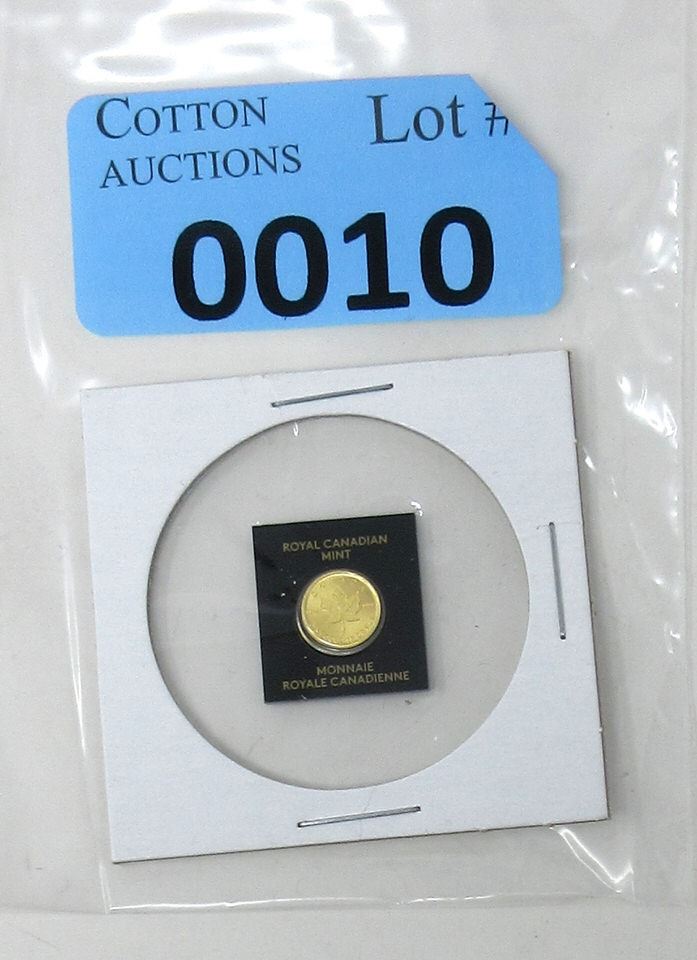 COTTON
AUCTIONS
Lot #
0010
ROYAL CANADIAN
MINT
MONNAIE
ROYALE CANADIENNE